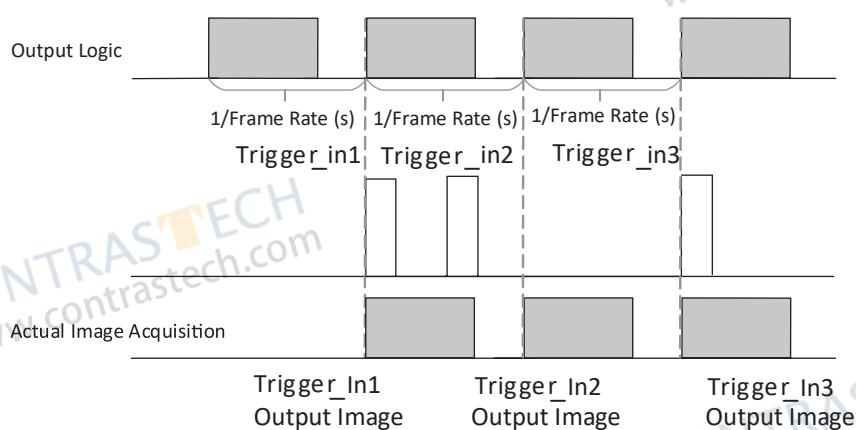 Output Logic
1/Frame Rate (s) 1/Frame Rate (s) 1/Frame Rate (s)
Trigger_in1 Trigger_in2 Trigger_in3
NTRASTECH
w.contrastech.com
Actual Image Acquisition
Trigger_In1 Trigger_In2 Trigger_In3
Output Image Output Image Output Image
NTRAS